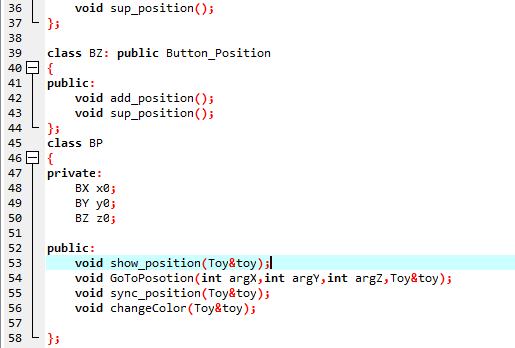 36 void sup_position();
37 };
38
39 class BZ: public Button_Position
40 {
41 public:
42 void add_position();
43 void sup_position();
44 };
45 class BP
46 {
47 private:
48 BX x0;
49 BY y0;
50 BZ z0;
51
52 public:
53 void show_position(Toy&toy);
54 void GoToPosotion(int argX,int argY,int argZ,Toy&toy);
55 void sync_position(Toy&toy);
56 void changeColor(Toy&toy);
57
58 };